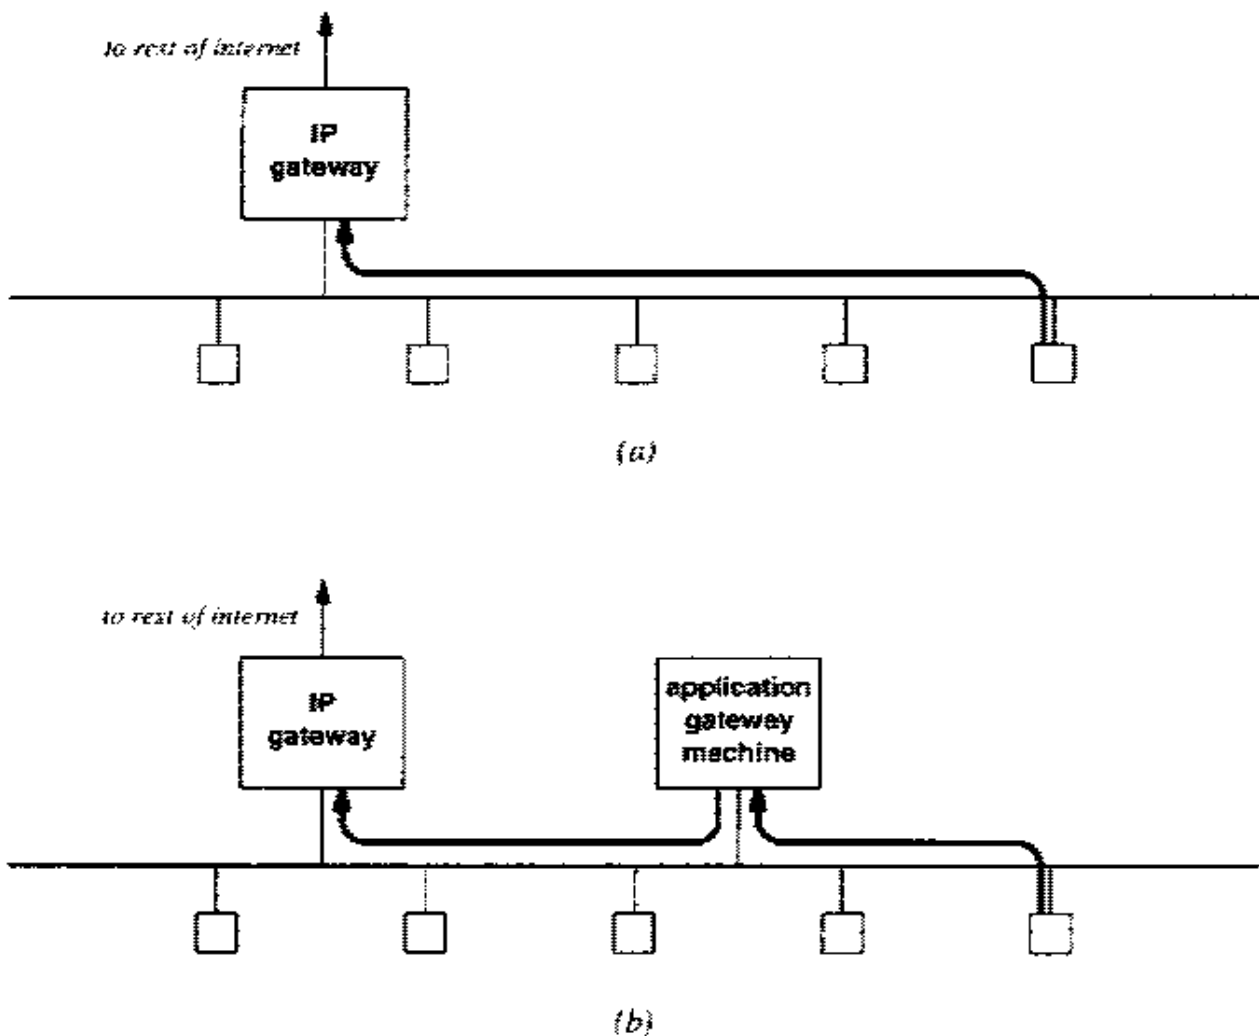 to rest of internet
IP
gateway
(a)
to rest of internet
IP
gateway
application
gateway
machine
(b)